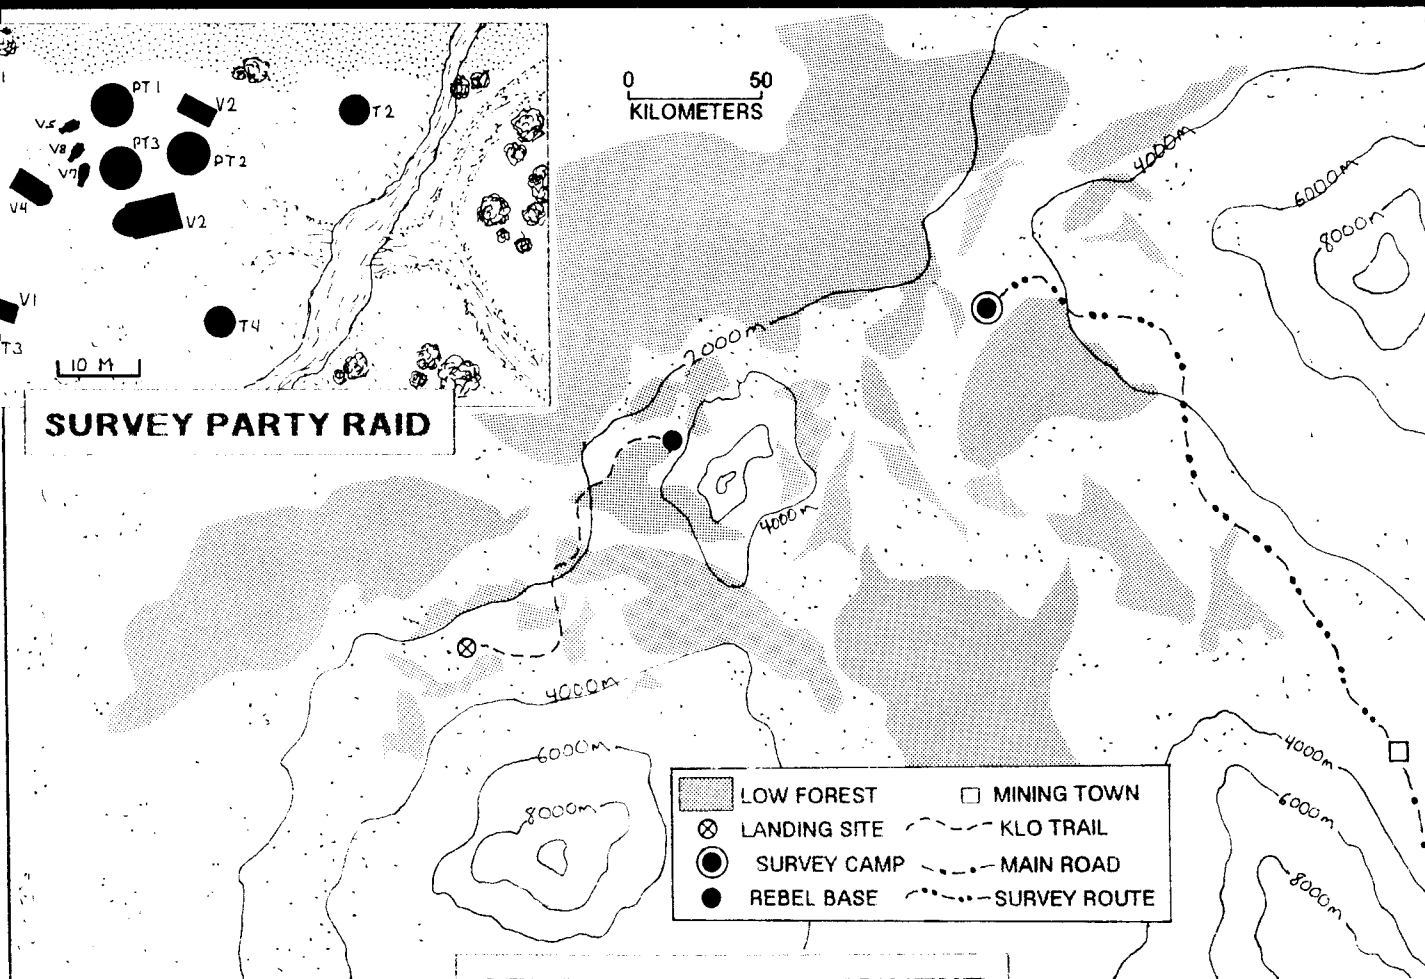 PT1
V2
T2
V5
V8
PT3
PT2
V7
V4
V2
V1
T3
T4
10 M
SURVEY PARTY RAID
0 50
KILOMETERS
4000m
6000m
8000m
2000m
4000m
4000m
6000m
8000m
4000m
6000m
8000m
LOW FOREST
MINING TOWN
LANDING SITE
KLO TRAIL
SURVEY CAMP
MAIN ROAD
REBEL BASE
SURVEY ROUTE